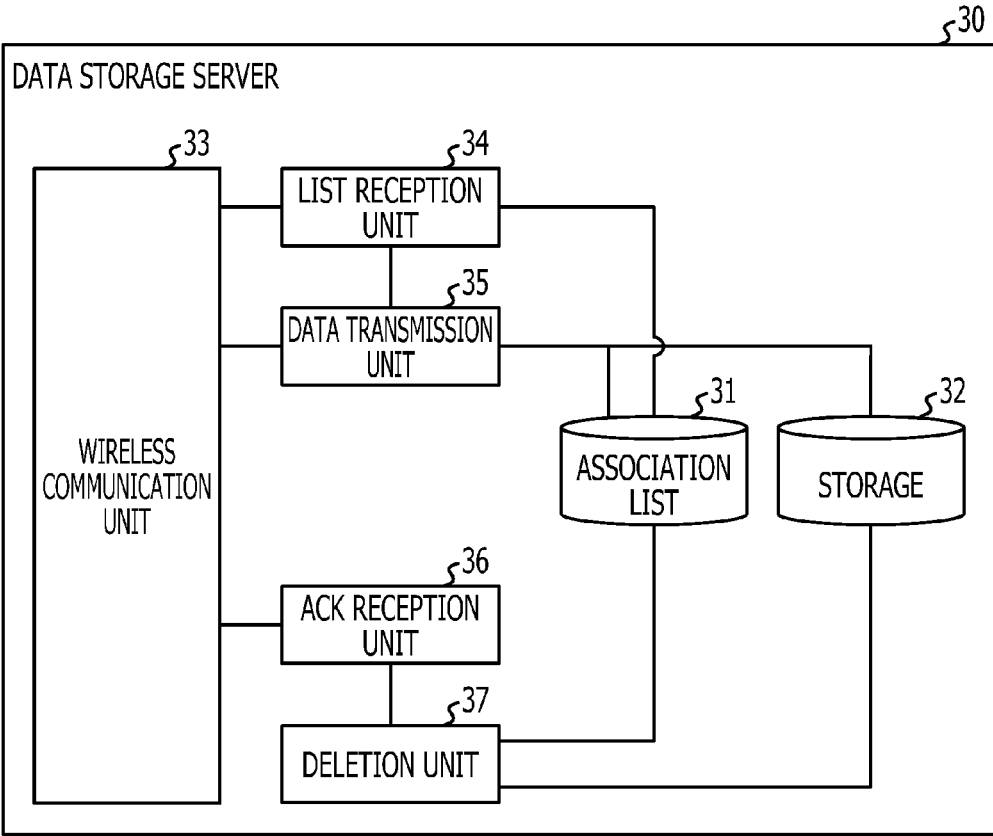 30
DATA STORAGE SERVER
33
WIRELESS
COMMUNICATION
UNIT
34
LIST RECEPTION
UNIT
35
DATA TRANSMISSION
UNIT
31
ASSOCIATION
LIST
32
STORAGE
36
ACK RECEPTION
UNIT
37
DELETION UNIT